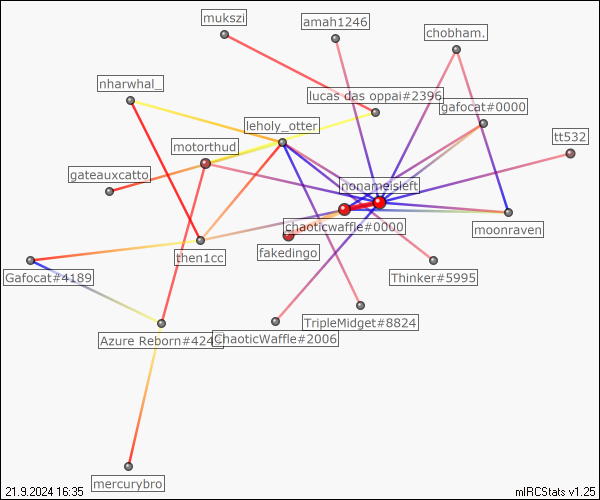 mukszi
amah1246
chobham.
nharwhal_
lucas das oppai#2396
gafocat#0000
leholy_otter
motorthud
tt532
gateauxcatto
nonameisleft
chaoticwaffle#0000
moonraven
then1cc
fakedingo
Gafocat#4189
Thinker#5995
TripleMidget#8824
Azure Reborn#424
ChaoticWaffle#2006
mercurybro
21.9.2024 16:35
mIRCStats v1.25